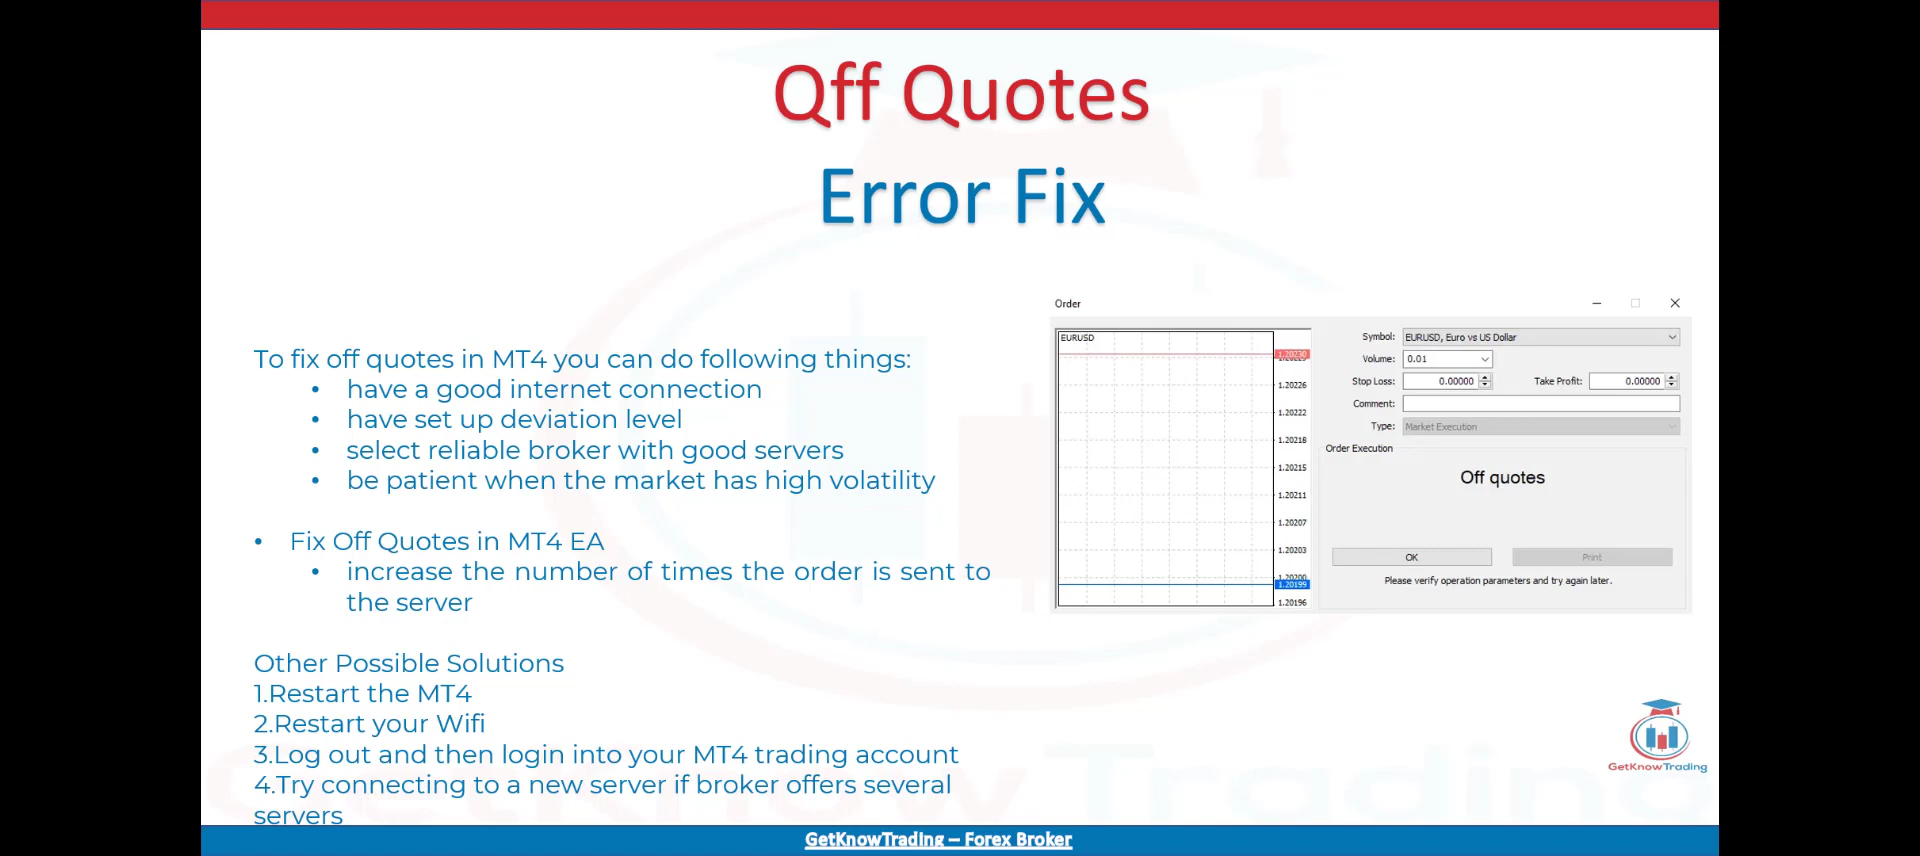 Qff Quotes
Error Fix
To fix off quotes in MT4 you can do following things:
• have a good internet connection
• have set up deviation level
• select reliable broker with good servers
• be patient when the market has high volatility
• Fix Off Quotes in MT4 EA
• increase the number of times the order is sent to
the server
Other Possible Solutions
1.Restart the MT4
2.Restart your Wifi
3.Log out and then login into your MT4 trading account
4.Try connecting to a new server if broker offers several
servers
Order
EURUSD
1.20230
1.20226
1.20222
1.20218
1.20215
1.20211
1.20207
1.20203
1.20200
1.20199
1.20196
Symbol: EURUSD, Euro vs US Dollar
Volume: 0.01
Stop Loss: 0.00000 Take Profit: 0.00000
Comment:
Type: Market Execution
Order Execution
Off quotes
OK Print
Please verify operation parameters and try again later.
GetKnowTrading
GetKnowTrading – Forex Broker